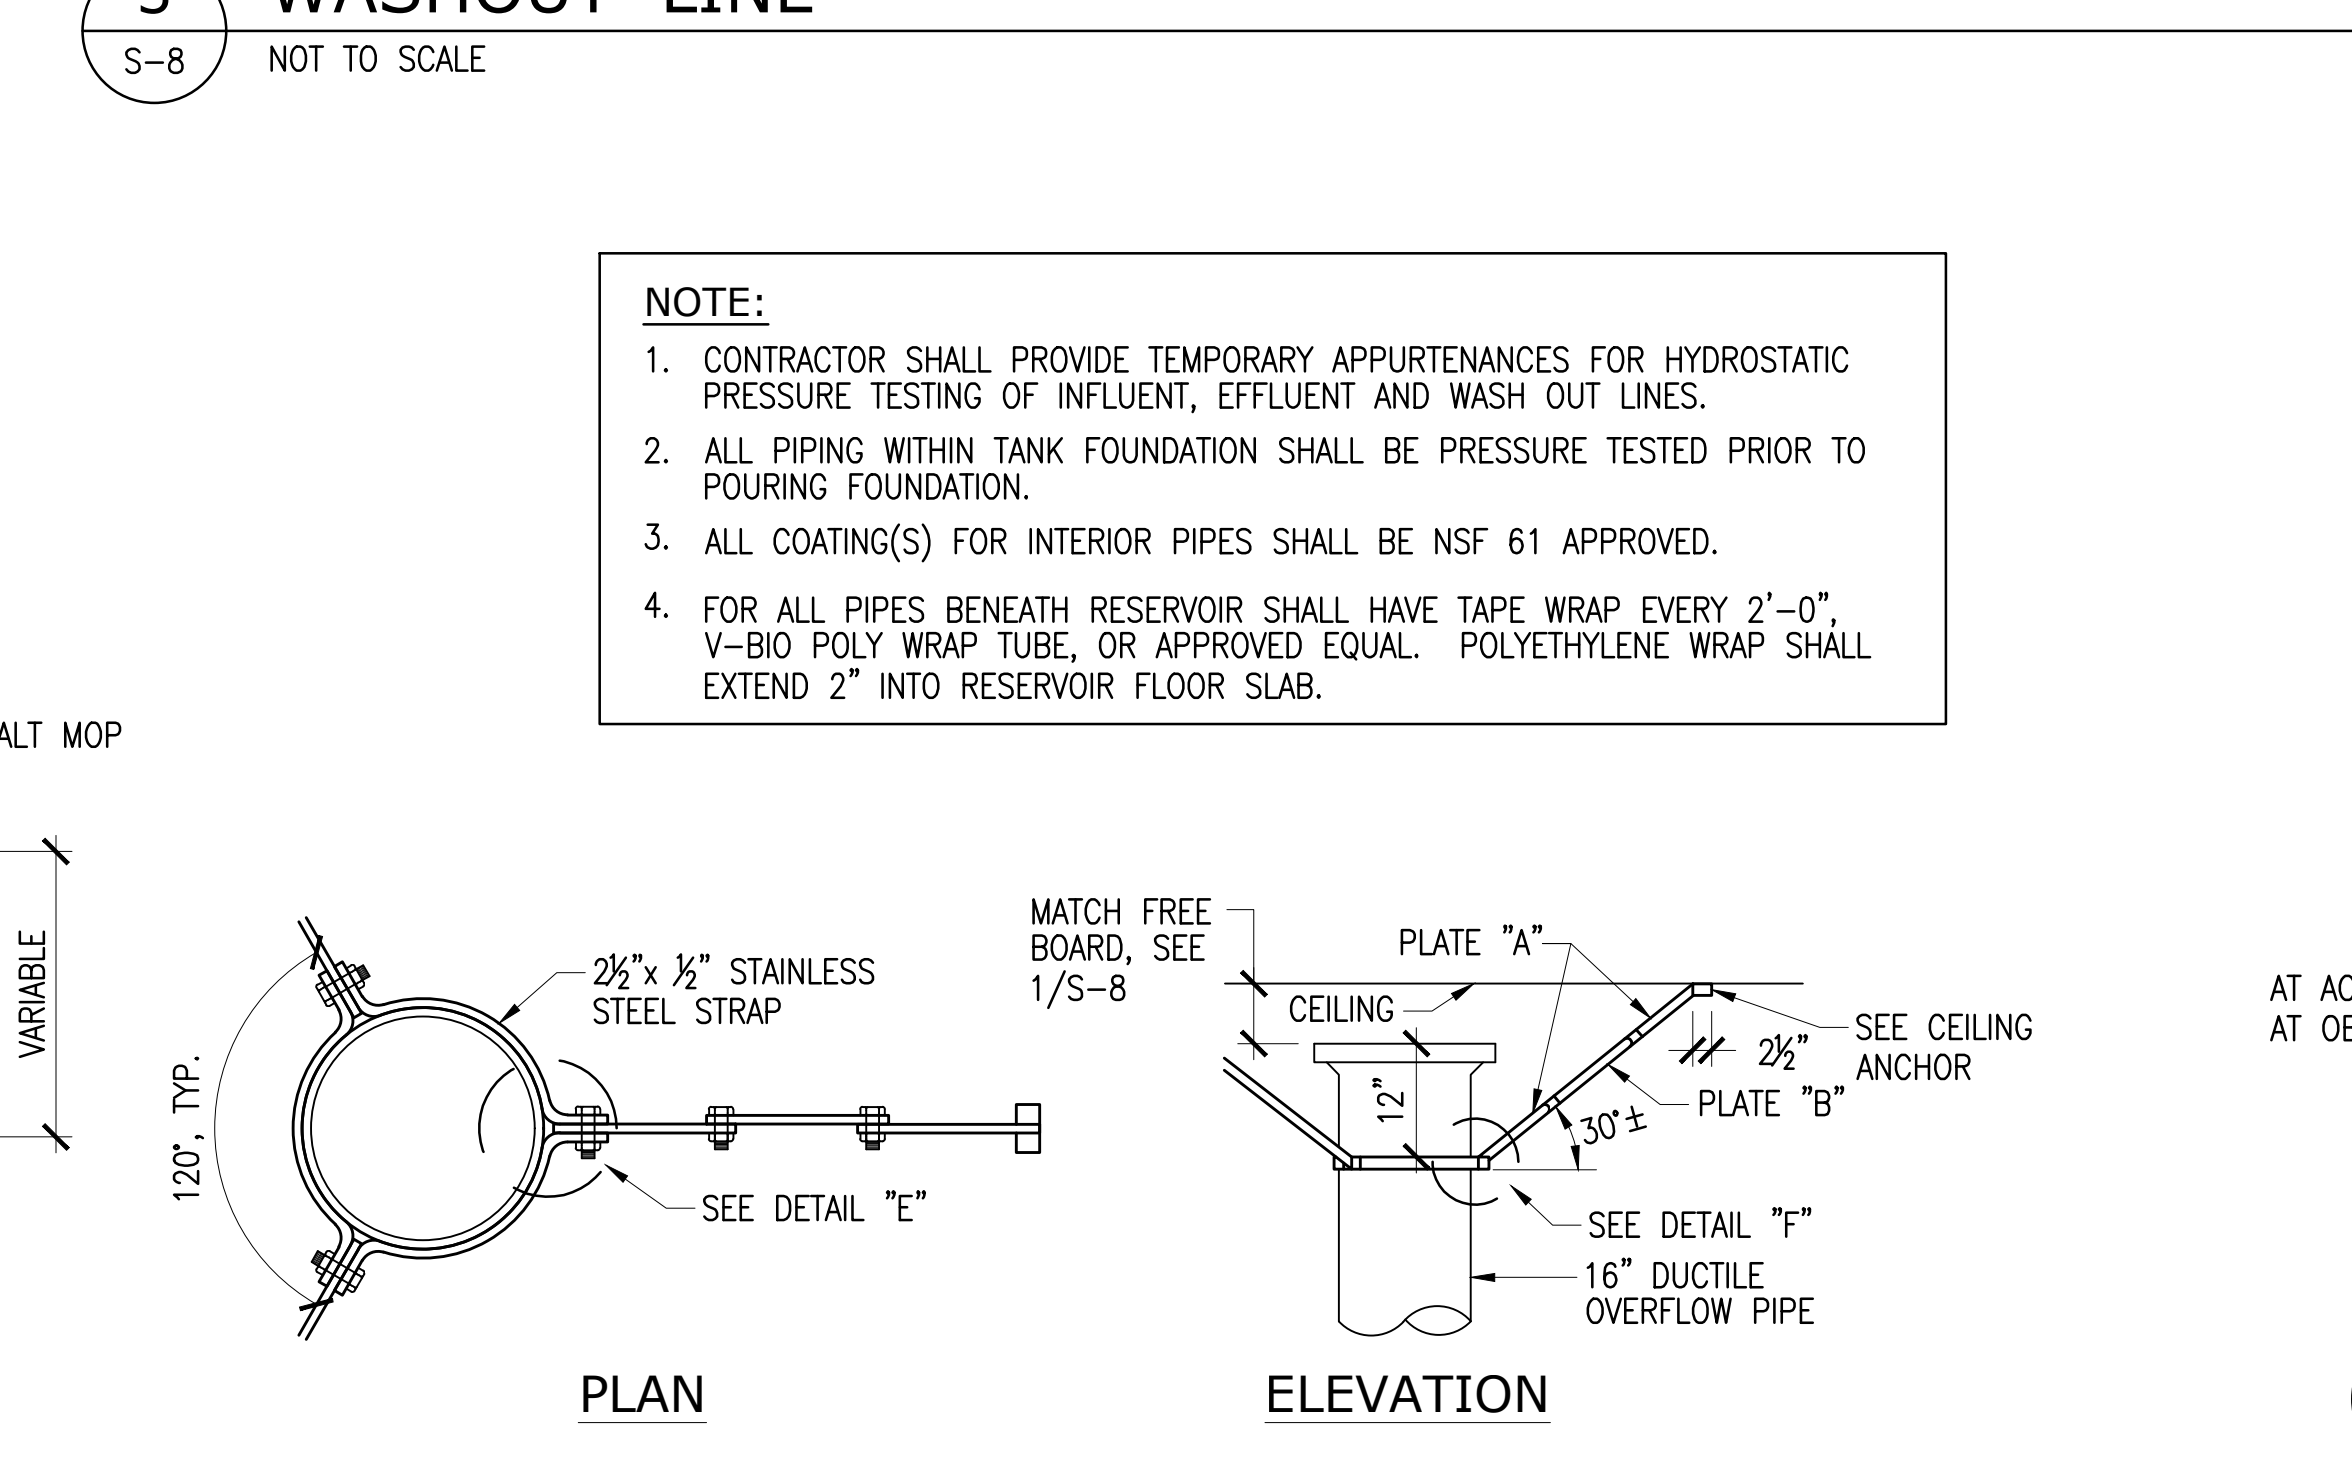 WASHOUT LINE
S-8
NOT TO SCALE
NOTE:
1. CONTRACTOR SHALL PROVIDE TEMPORARY APPURTENANCES FOR HYDROSTATIC
PRESSURE TESTING OF INFLUENT, EFFLUENT AND WASH OUT LINES.
2. ALL PIPING WITHIN TANK FOUNDATION SHALL BE PRESSURE TESTED PRIOR TO
POURING FOUNDATION.
3. ALL COATING(S) FOR INTERIOR PIPES SHALL BE NSF 61 APPROVED.
4. FOR ALL PIPES BENEATH RESERVOIR SHALL HAVE TAPE WRAP EVERY 2'-0",
V-BIO POLY WRAP TUBE, OR APPROVED EQUAL. POLYETHYLENE WRAP SHALL
EXTEND 2" INTO RESERVOIR FLOOR SLAB.
ALT MOP
VARIABLE
120°, TYP.
2½"x ½" STAINLESS
STEEL STRAP
SEE DETAIL "E"
PLAN
MATCH FREE
BOARD, SEE
1/S-8
PLATE "A"
CEILING
12"
SEE CEILING
ANCHOR
2½"
PLATE "B"
30°±
SEE DETAIL "F"
16" DUCTILE
OVERFLOW PIPE
ELEVATION
AT
AT